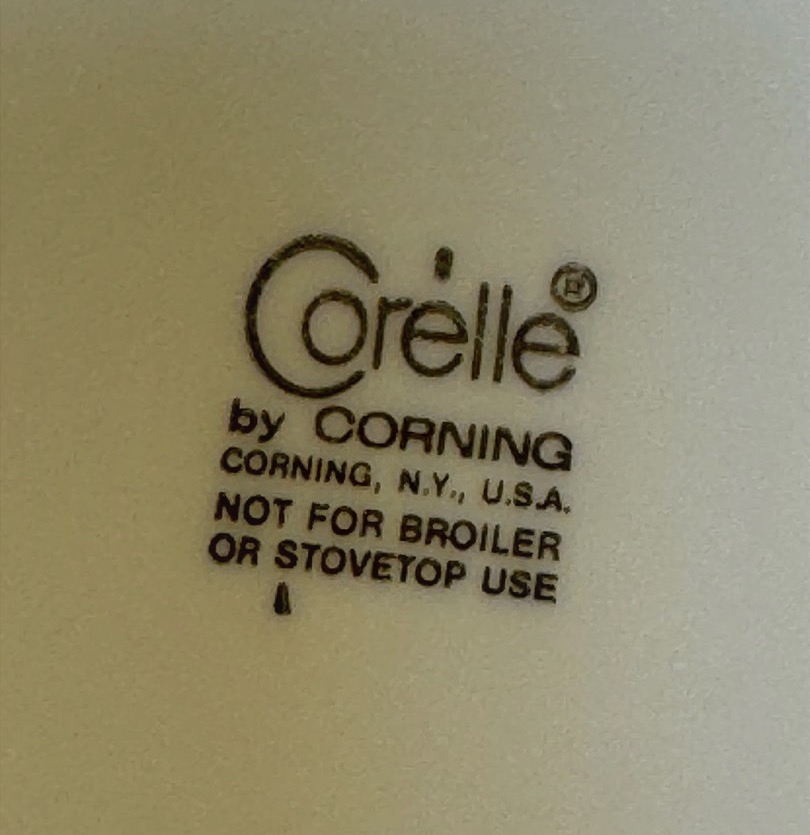 Corelle®
by CORNING
CORNING, N.Y., U.S.A.
NOT FOR BROILER
OR STOVETOP USE